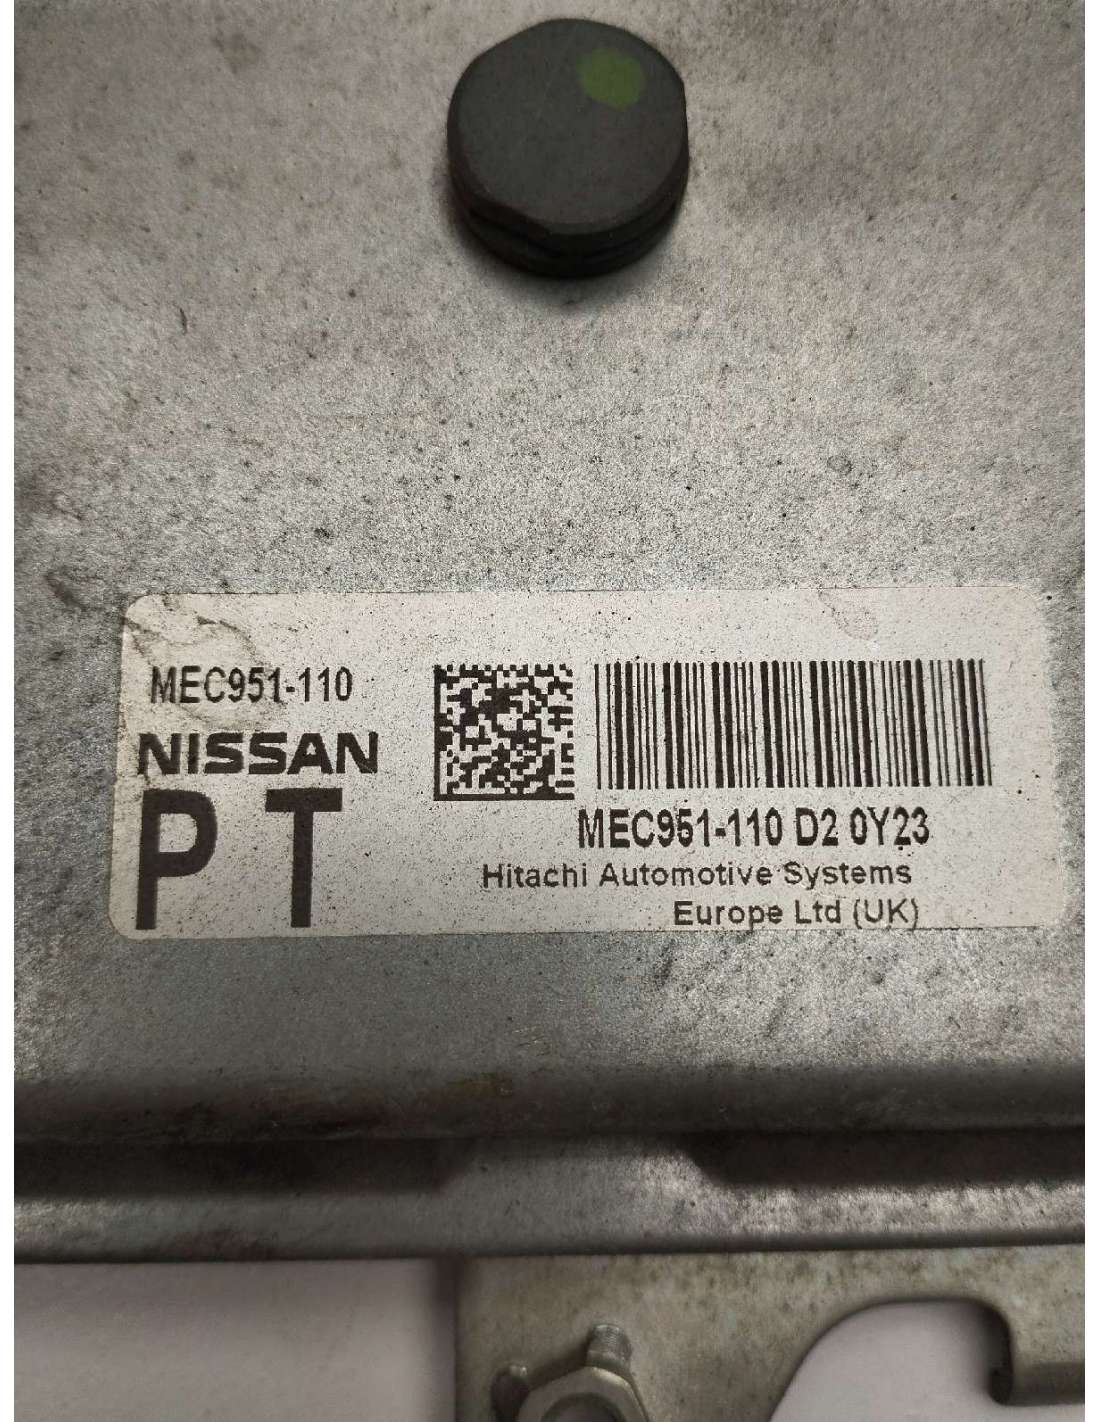 MEC951-110
NISSAN
PT
MEC951-110 D2 0Y23
Hitachi Automotive Systems
Europe Ltd (UK)